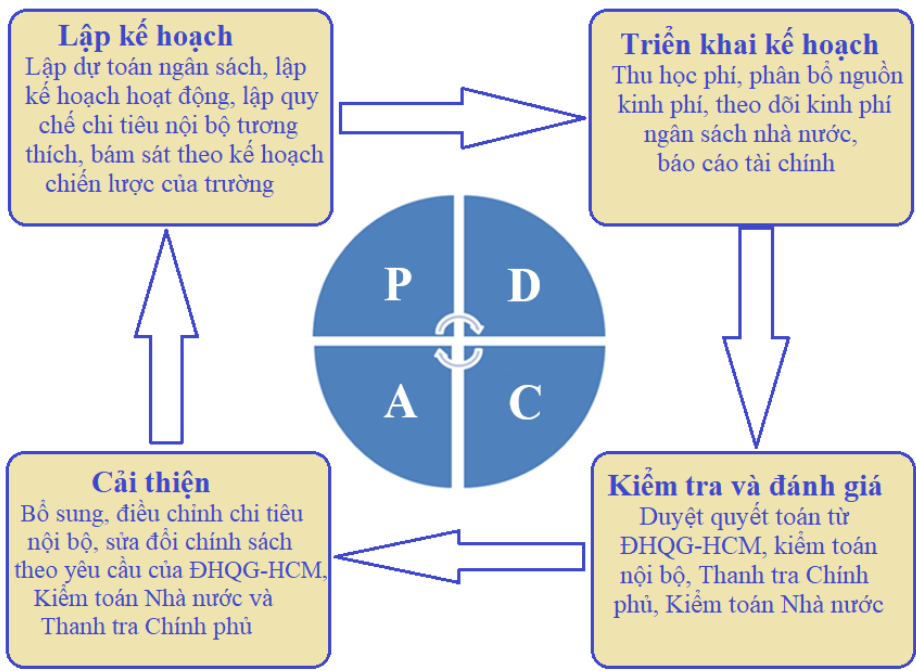 Lập kế hoạch
Lập dự toán ngân sách, lập
kế hoạch hoạt động, lập quy
chế chi tiêu nội bộ tương
thích, bám sát theo kế hoạch
chiến lược của trường
Triển khai kế hoạch
Thu học phí, phân bổ nguồn
kinh phí, theo dõi kinh phí
ngân sách nhà nước,
báo cáo tài chính
P
D
A
C
Cải thiện
Bổ sung, điều chỉnh chi tiêu
nội bộ, sửa đổi chính sách
theo yêu cầu của ĐHQG-HCM,
Kiểm toán Nhà nước và
Thanh tra Chính phủ
Kiểm tra và đánh giá
Duyệt quyết toán từ
ĐHQG-HCM, kiểm toán
nội bộ, Thanh tra Chính
phủ, Kiểm toán Nhà nước